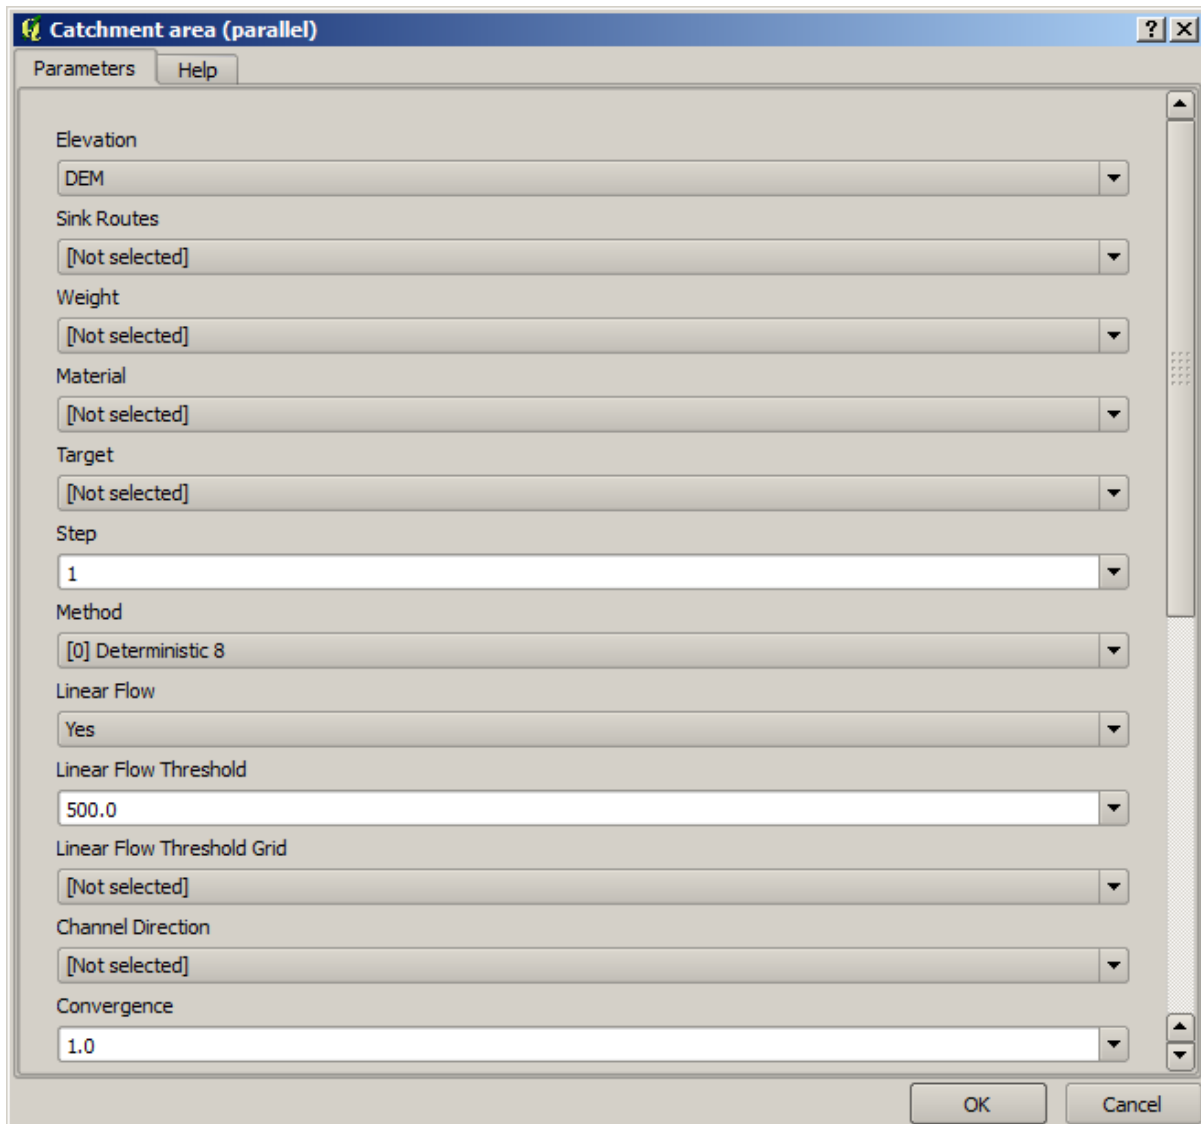 Catchment area (parallel)
Parameters Help
Elevation
DEM
Sink Routes
[Not selected]
Weight
[Not selected]
Material
[Not selected]
Target
[Not selected]
Step
1
Method
[0] Deterministic 8
Linear Flow
Yes
Linear Flow Threshold
500.0
Linear Flow Threshold Grid
[Not selected]
Channel Direction
[Not selected]
Convergence
1.0
OK Cancel